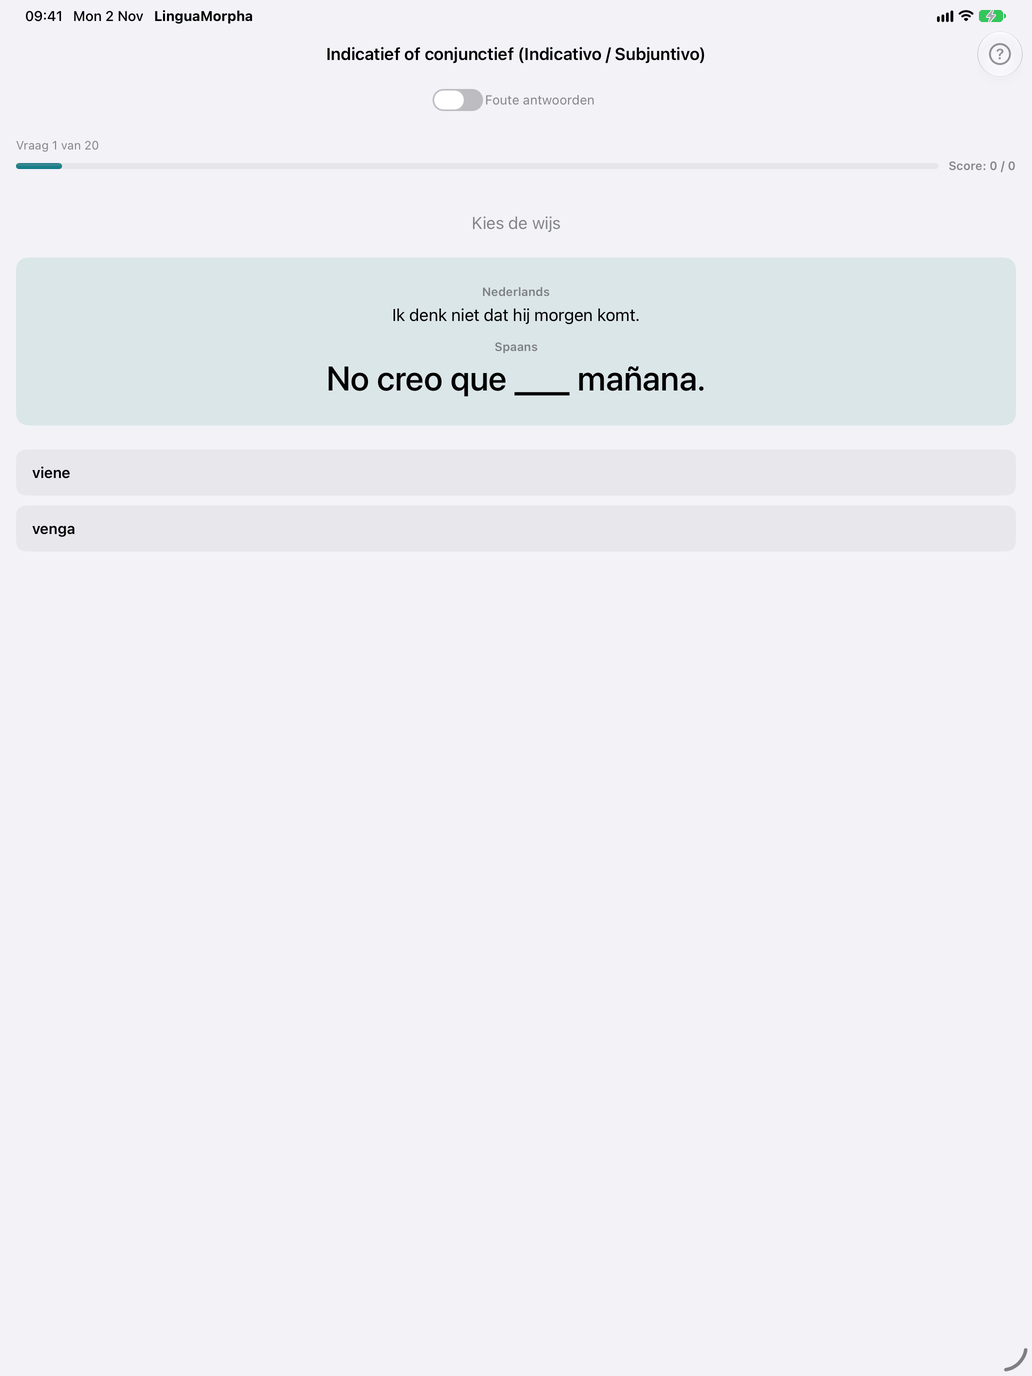 09:41 Mon 2 Nov LinguaMorpha
Indicatief of conjunctief (Indicativo / Subjuntivo)
?
Foute antwoorden
Vraag 1 van 20
Score: 0 / 0
Kies de wijs
Nederlands
Ik denk niet dat hij morgen komt.
Spaans
No creo que ____ mañana.
viene
venga